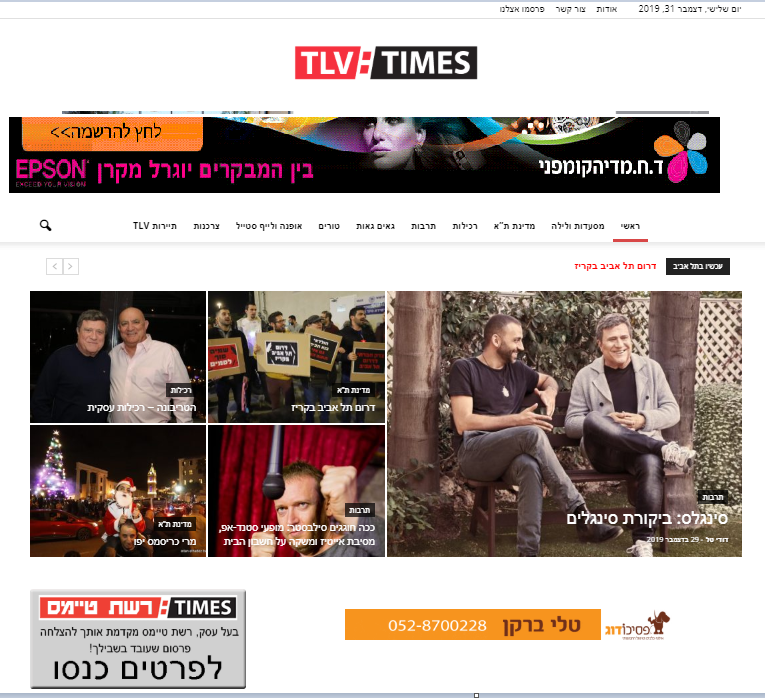 יום שלישי, דצמבר 31, 2019 אודות צור קשר פרסמו אצלנו
TLV:TIMES
לחץ להרשמה>>
ד.ח.מדיהקומפני
בין המבקרים יוגרל מקרן EPSON
EXCEED YOUR VISION
ראשי מסעדות ולילה מדינת ת"א רכילות תרבות גאים גאות טורים אופנה ולייף סטייל צרכנות תיירות TLV
עכשיו בתל אביב דרום תל אביב בקריז
תרבות
סינגלס: ביקורת סינגלים
דודי טל - 29 בדצמבר 2019
דרום
תל אביב
בקריז
מדינת ת"א
דרום תל אביב בקריז
רכילות
הטריבונה – רכילות עסקית
תרבות
ככה חוגגים סילבסטר: מופעי סטנד-אפ,
מסיבת אייטיז ומשקה על חשבון הבית
מדינת ת"א
מרי כריסמס יפו
פסיכודוג
טלי ברקן 052-8700228
רשת טיימס :TIMES
בעל עסק, רשת טיימס מקדמת אותך להצלחה
פרסום שעובד בשבילך!
לפרטים כנסו